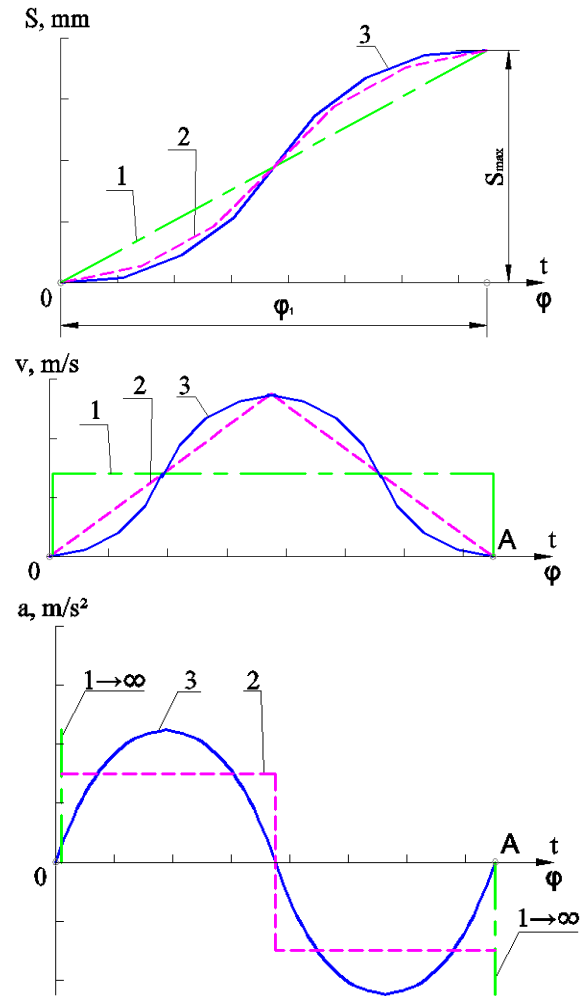 S, mm
3
2
1
Smax
0
t
φ
φ₁
v, m/s
1
2
3
A
0
t
φ
a, m/s²
1→∞
3
2
A
t
0
φ
1→∞